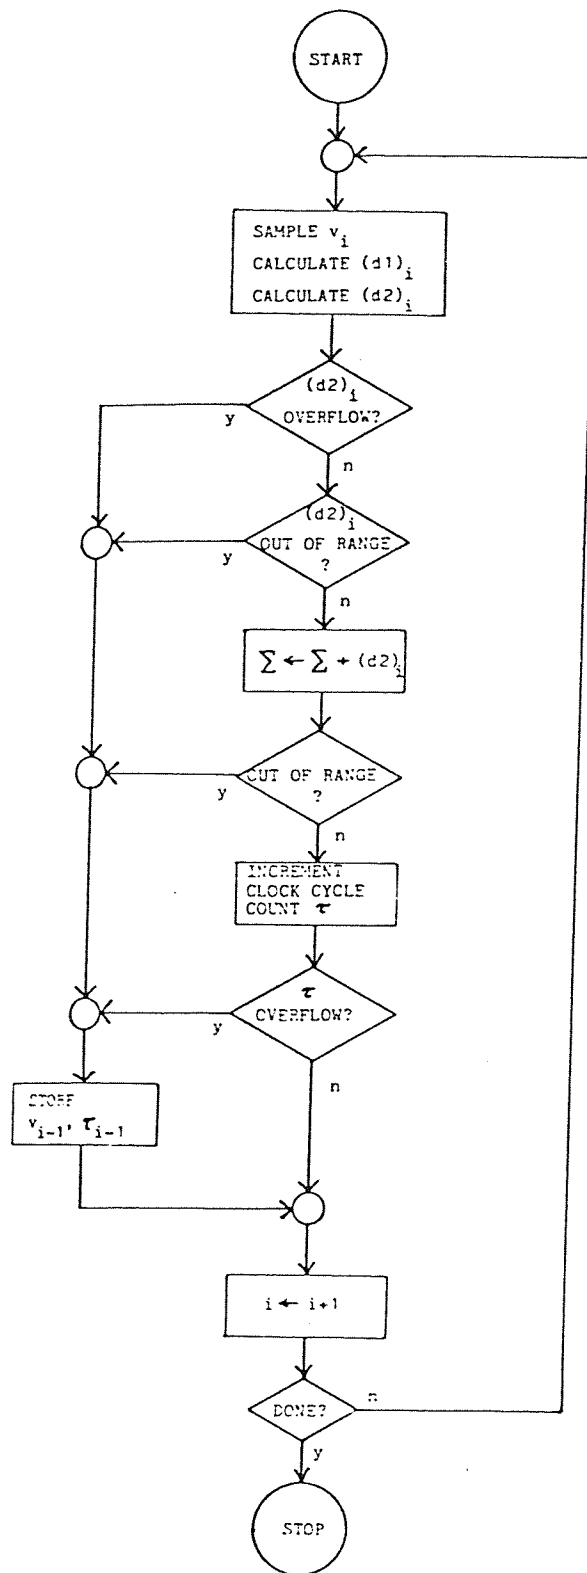 START
SAMPLE v_i
CALCULATE (d1)_i
CALCULATE (d2)_i
(d2)_i
OVERFLOW?
y
n
(d2)_i
OUT OF RANGE
?
y
n
∑ ← ∑ + (d2)_i
OUT OF RANGE
?
y
n
INCREMENT
CLOCK CYCLE
COUNT τ
τ
OVERFLOW?
y
n
STORE
v_{i-1}, τ_{i-1}
i ← i+1
DONE?
n
y
STOP